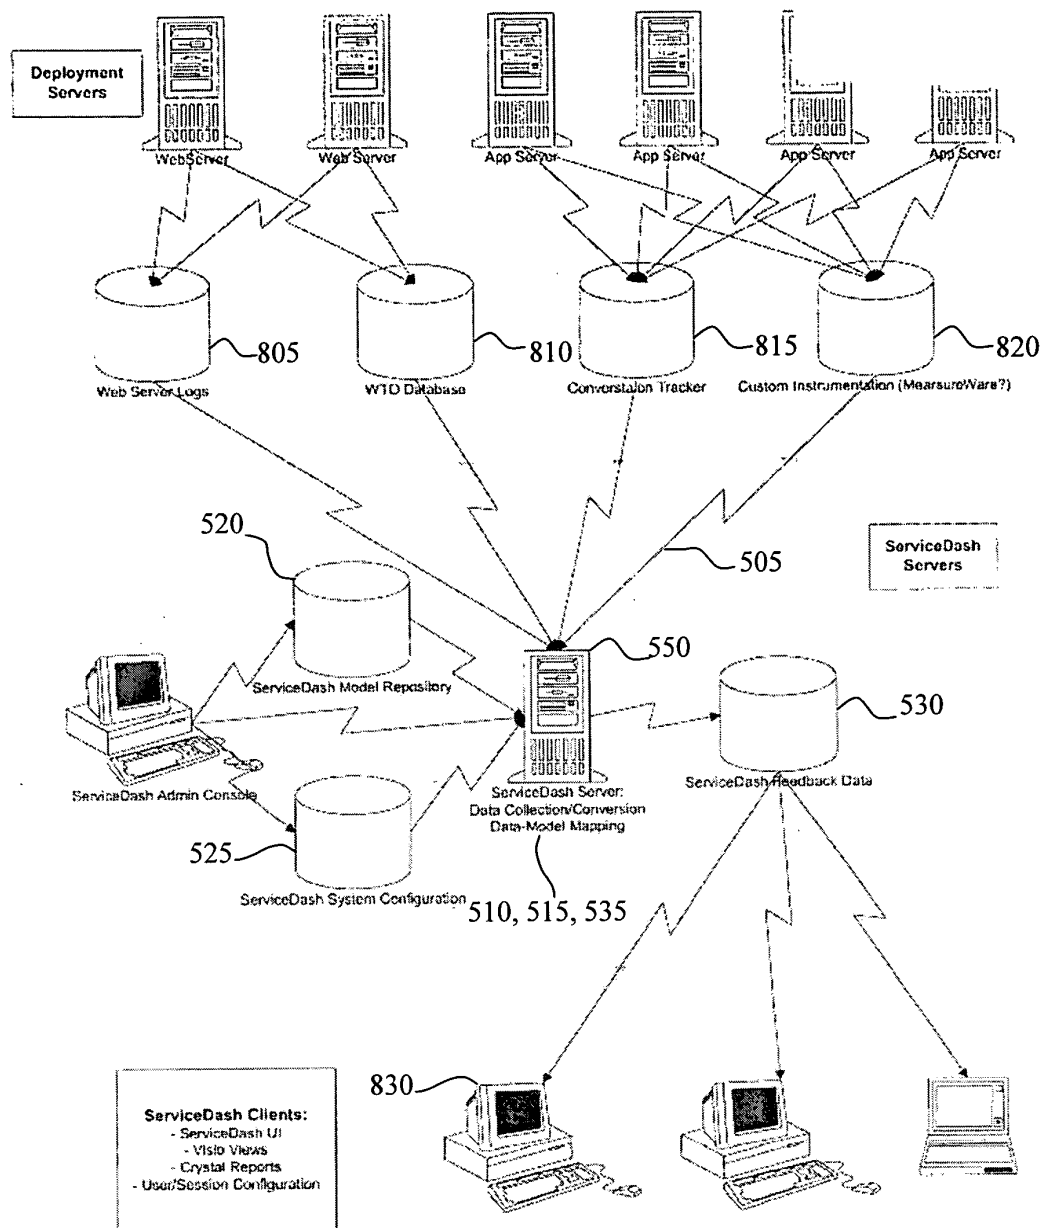 Deployment
Servers
WebServer
Web Server
App Server
App Server
App Server
App Server
805
810
815
820
Web Server Logs
WTO Database
Converstaion Tracker
Custom Instrumentation (MearsureWare?)
520
505
ServiceDash
Servers
550
ServiceDash Model Repository
530
ServiceDash Admin Console
ServiceDash Server:
Data Collection/Conversion
Data-Model Mapping
ServiceDash Feedback Data
525
ServiceDash System Configuration
510, 515, 535
830
ServiceDash Clients:
- ServiceDash UI
- Visio Views
- Crystal Reports
- User/Session Configuration